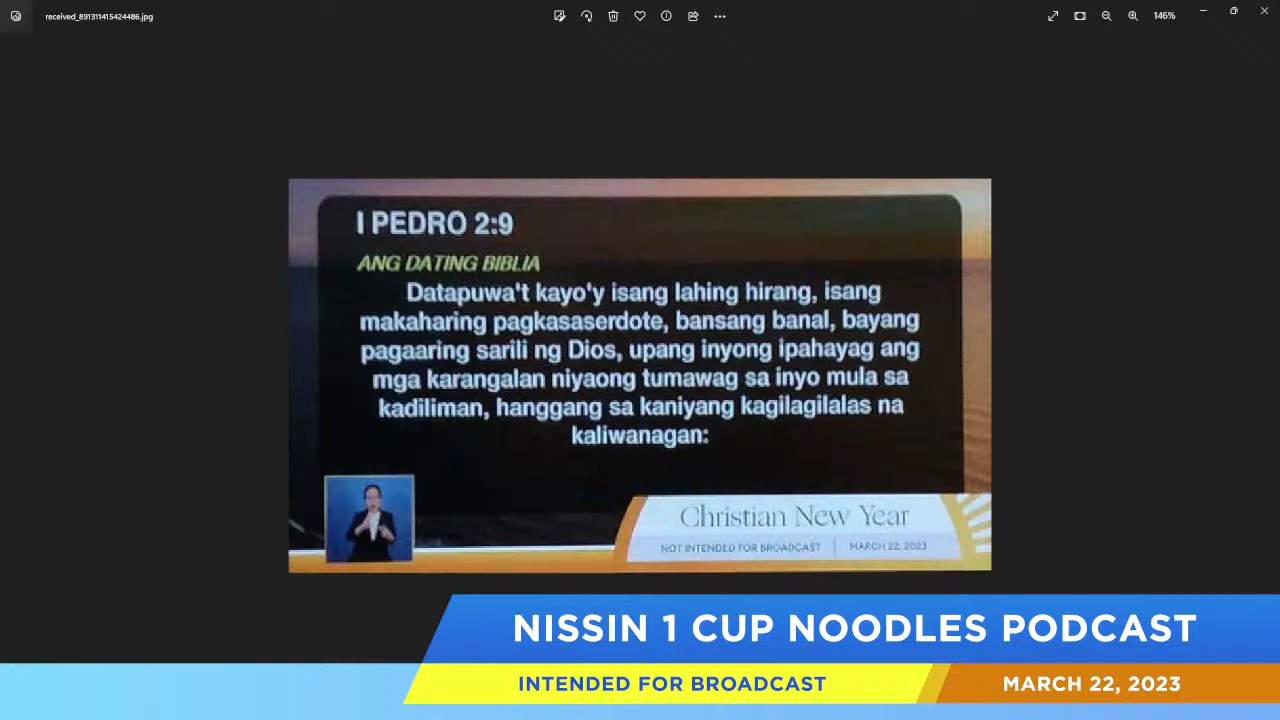 received_891311415424486.jpg
146%
I PEDRO 2:9
ANG DATING BIBLIA
Datapuwa't kayo'y isang lahing hirang, isang
makaharing pagkasaserdote, bansang banal, bayang
pagaaring sarili ng Dios, upang inyong ipahayag ang
mga karangalan niyaong tumawag sa inyo mula sa
kadiliman, hanggang sa kaniyang kagilagilalas na
kaliwanagan:
Christian New Year
NOT INTENDED FOR BROADCAST MARCH 22, 2023
NISSIN 1 CUP NOODLES PODCAST
INTENDED FOR BROADCAST MARCH 22, 2023